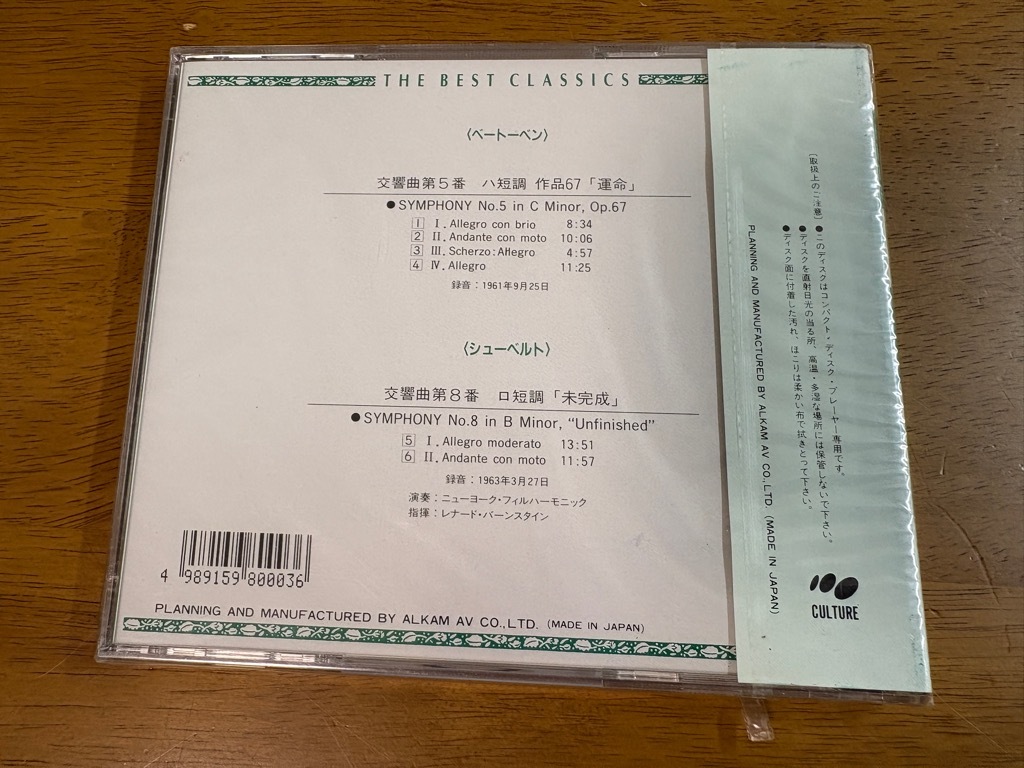 THE BEST CLASSICS
〈ベートーベン〉
交響曲第5番 ハ短調 作品67「運命」
●SYMPHONY No.5 in C Minor, Op.67
1 I. Allegro con brio 8:34
2 II. Andante con moto 10:06
3 III. Scherzo: Allegro 4:57
4 IV. Allegro 11:25
録音：1961年9月25日
〈シューベルト〉
交響曲第8番 ロ短調「未完成」
●SYMPHONY No.8 in B Minor, "Unfinished"
5 I. Allegro moderato 13:51
6 II. Andante con moto 11:57
録音：1963年3月27日
演奏：ニューヨーク・フィルハーモニック
指揮：レナード・バーンスタイン
4 989159 800036
PLANNING AND MANUFACTURED BY ALKAM AV CO.,LTD. (MADE IN JAPAN)
〔取扱上のご注意〕
●このディスクはコンパクト・ディスク・プレーヤー専用です。
●ディスクを直射日光の当る所、高温・多湿な場所には保管しないで下さい。
●ディスク面に付着した汚れ、ほこりは柔かい布で拭きとって下さい。
PLANNING AND MANUFACTURED BY ALKAM AV CO.,LTD. (MADE IN JAPAN)
CULTURE